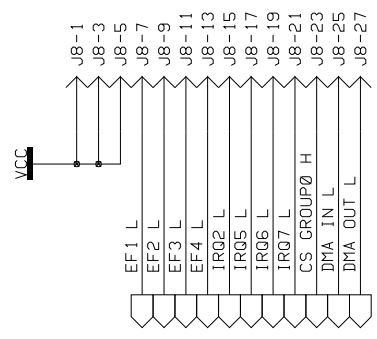 J8-1
J8-3
J8-5
J8-7
J8-9
J8-11
J8-13
J8-15
J8-17
J8-19
J8-21
J8-23
J8-25
J8-27
VCC
EF1 L
EF2 L
EF3 L
EF4 L
IRQ2 L
IRQ5 L
IRQ6 L
IRQ7 L
CS GROUP0 H
DMA IN L
DMA OUT L